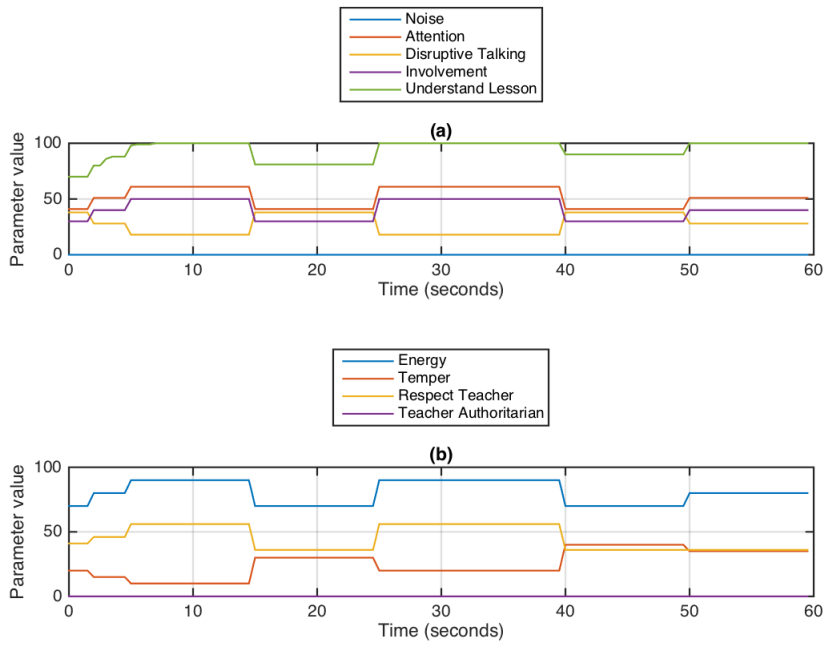 Noise
Attention
Disruptive Talking
Involvement
Understand Lesson
(a)
100
50
0
Parameter value
0 10 20 30 40 50 60
Time (seconds)
Energy
Temper
Respect Teacher
Teacher Authoritarian
(b)
100
50
0
Parameter value
0 10 20 30 40 50 60
Time (seconds)